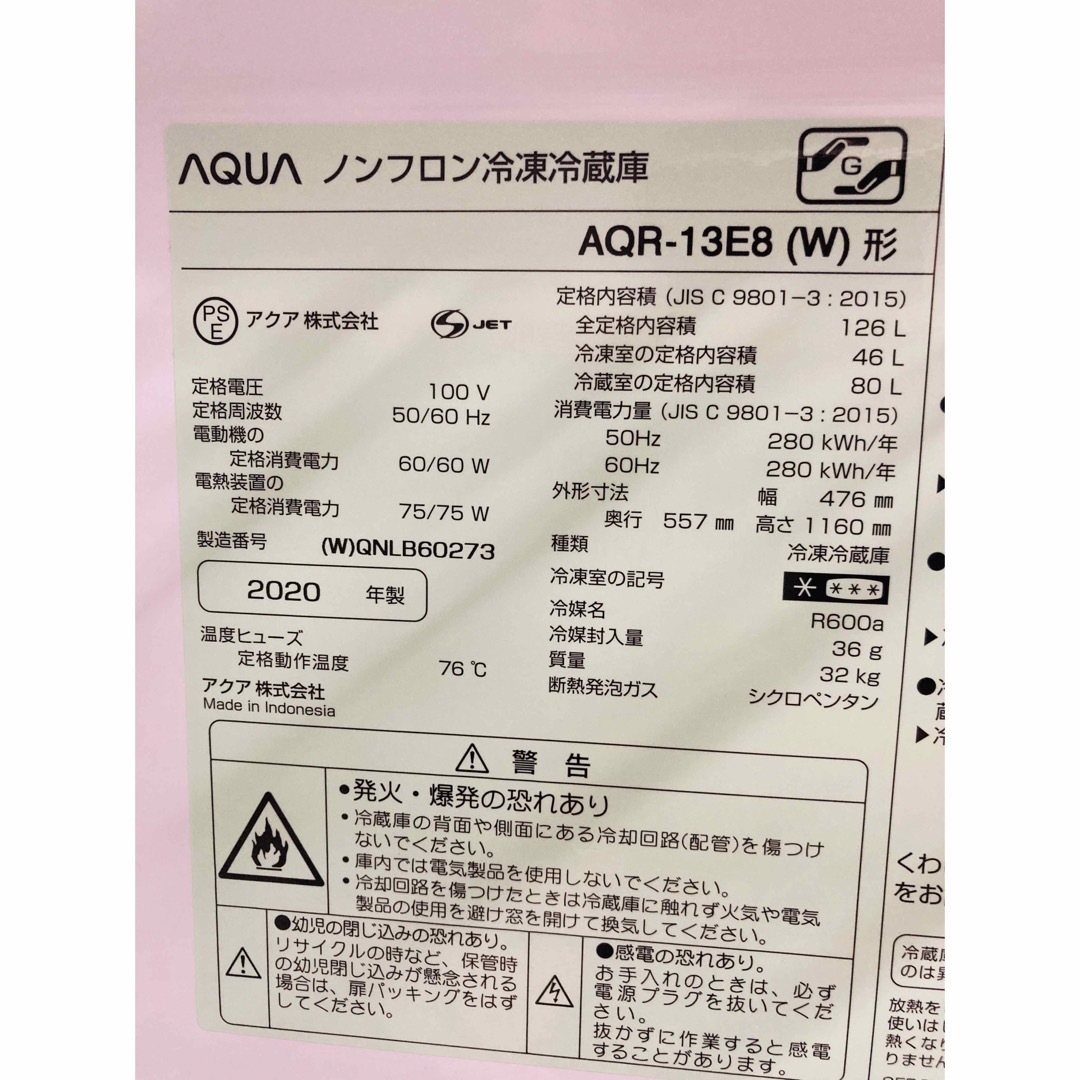 AQUA ノンフロン冷凍冷蔵庫
G
AQR-13E8 (W) 形
PS
E
アクア 株式会社
S JET
定格電圧 100 V
定格周波数 50/60 Hz
電動機の
定格消費電力 60/60 W
電熱装置の
定格消費電力 75/75 W
製造番号 (W)QNLB60273
2020 年製
温度ヒューズ
定格動作温度 76 ℃
アクア 株式会社
Made in Indonesia
定格内容積 (JIS C 9801-3 : 2015)
全定格内容積 126 L
冷凍室の定格内容積 46 L
冷蔵室の定格内容積 80 L
消費電力量 (JIS C 9801-3 : 2015)
50Hz 280 kWh/年
60Hz 280 kWh/年
外形寸法 幅 476 ㎜
奥行 557 ㎜ 高さ 1160 ㎜
種類 冷凍冷蔵庫
冷凍室の記号 * ***
冷媒名 R600a
冷媒封入量 36 g
質量 32 kg
断熱発泡ガス シクロペンタン
⚠ 警 告
●発火・爆発の恐れあり
・冷蔵庫の背面や側面にある冷却回路(配管)を傷つけ
ないでください。
・庫内では電気製品を使用しないでください。
・冷却回路を傷つけたときは冷蔵庫に触れず火気や電気
製品の使用を避け窓を開けて換気してください。
●幼児の閉じ込みの恐れあり。
リサイクルの時など、保管時
の幼児閉じ込みが懸念される
場合は、扉パッキングをはず
してください。
●感電の恐れあり。
お手入れのときは、必ず
電源プラグを抜いてくだ
さい。
抜かずに作業すると感電
することがあります。
●冷
蔵
▶冷
くわ
をお
冷蔵庫
のは異
放熱を
使いはじ
熱くな
りません